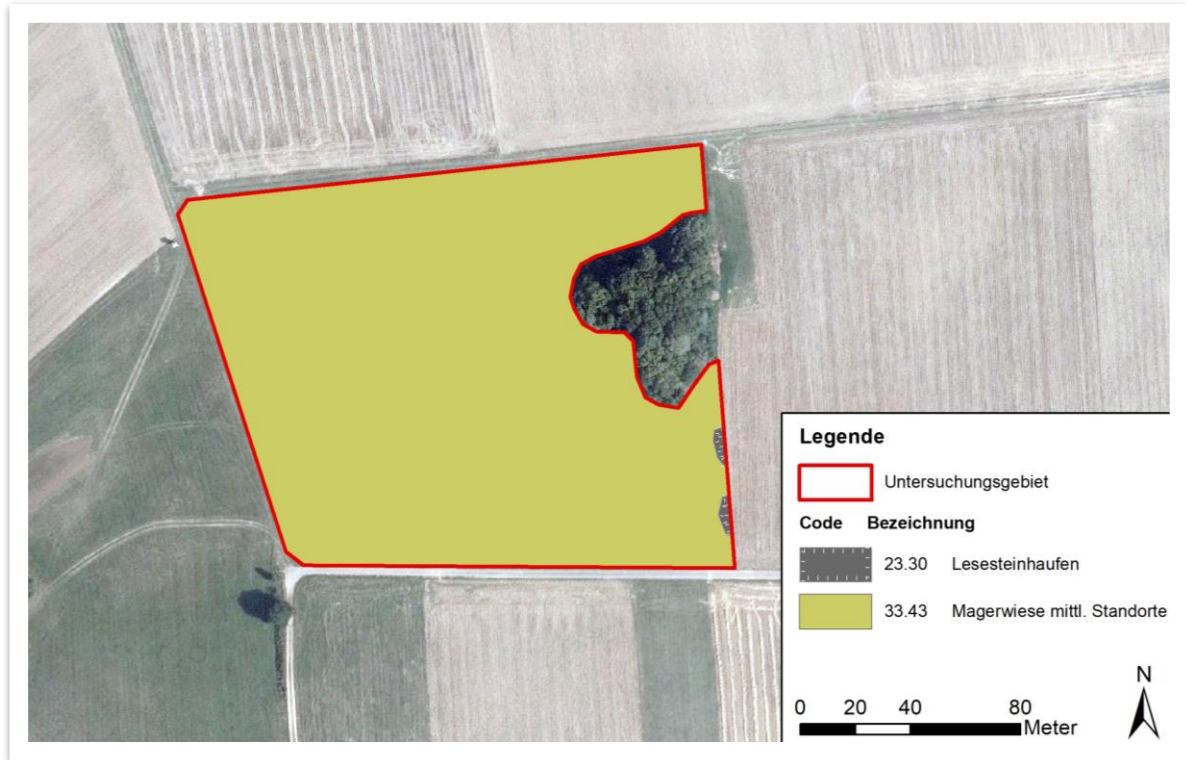 Legende
Untersuchungsgebiet
Code Bezeichnung
23.30 Lesesteinhaufen
33.43 Magerwiese mittl. Standorte
N
0 20 40 80
Meter